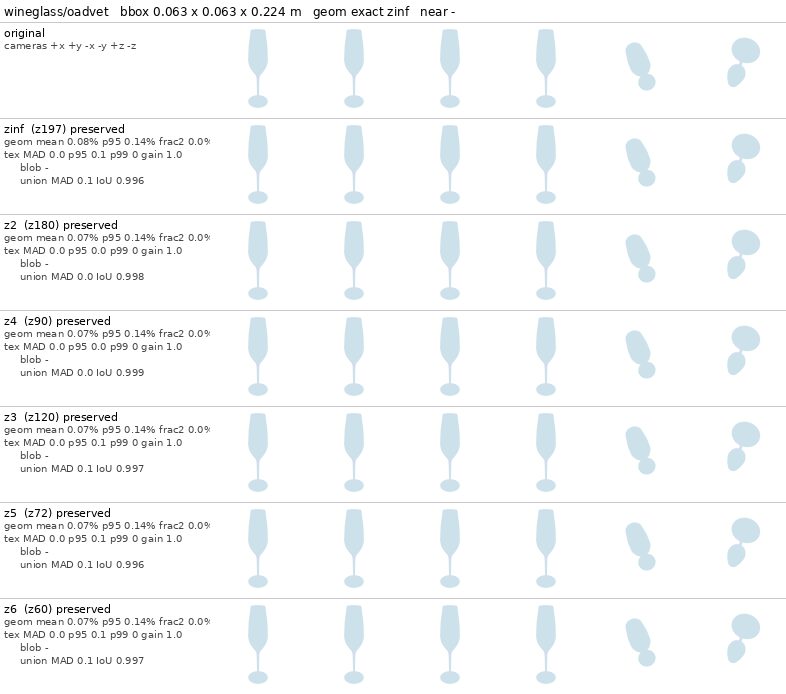 wineglass/oadvet   bbox 0.063 x 0.063 x 0.224 m   geom exact zinf   near -
original
cameras +x +y -x -y +z -z
zinf  (z197) preserved
geom mean 0.08% p95 0.14% frac2 0.0%
tex MAD 0.0 p95 0.1 p99 0 gain 1.0
blob -
union MAD 0.1 IoU 0.996
z2  (z180) preserved
geom mean 0.07% p95 0.14% frac2 0.0%
tex MAD 0.0 p95 0.0 p99 0 gain 1.0
blob -
union MAD 0.0 IoU 0.998
z4  (z90) preserved
geom mean 0.07% p95 0.14% frac2 0.0%
tex MAD 0.0 p95 0.0 p99 0 gain 1.0
blob -
union MAD 0.0 IoU 0.999
z3  (z120) preserved
geom mean 0.07% p95 0.14% frac2 0.0%
tex MAD 0.0 p95 0.1 p99 0 gain 1.0
blob -
union MAD 0.1 IoU 0.997
z5  (z72) preserved
geom mean 0.07% p95 0.14% frac2 0.0%
tex MAD 0.0 p95 0.1 p99 0 gain 1.0
blob -
union MAD 0.1 IoU 0.996
z6  (z60) preserved
geom mean 0.07% p95 0.14% frac2 0.0%
tex MAD 0.0 p95 0.1 p99 0 gain 1.0
blob -
union MAD 0.1 IoU 0.997